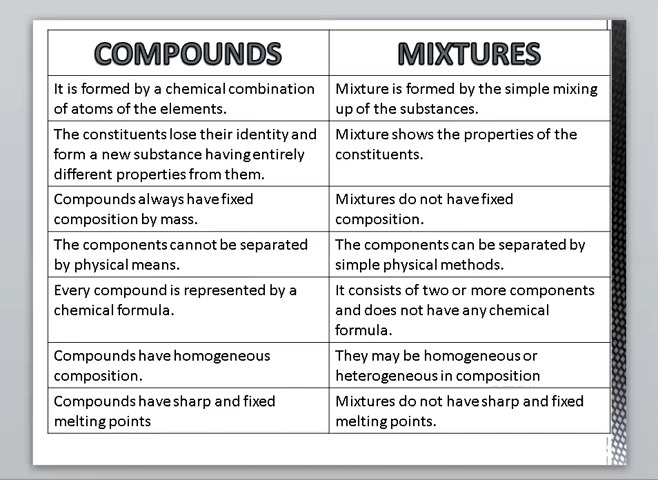 COMPOUNDS
MIXTURES
It is formed by a chemical combination
of atoms of the elements.
Mixture is formed by the simple mixing
up of the substances.
The constituents lose their identity and
form a new substance having entirely
different properties from them.
Mixture shows the properties of the
constituents.
Compounds always have fixed
composition by mass.
Mixtures do not have fixed
composition.
The components cannot be separated
by physical means.
The components can be separated by
simple physical methods.
Every compound is represented by a
chemical formula.
It consists of two or more components
and does not have any chemical
formula.
Compounds have homogeneous
composition.
They may be homogeneous or
heterogeneous in composition
Compounds have sharp and fixed
melting points
Mixtures do not have sharp and fixed
melting points.